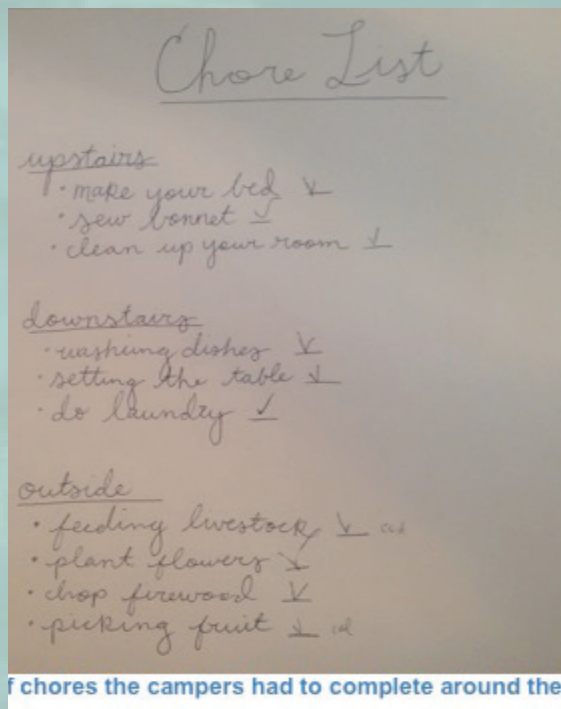 Chore List
upstairs
· make your bed ✓
· sew bonnet ✓
· clean up your room ✓
downstairs
· washing dishes ✓
· setting the table ✓
· do laundry ✓
outside
· feeding livestock ✓
· plant flowers ✓
· chop firewood ✓
· picking fruit ✓
f chores the campers had to complete around the